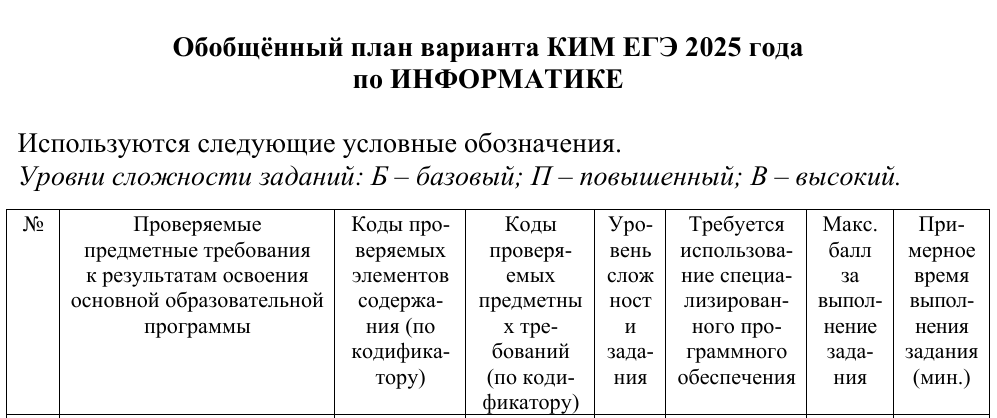 Обобщённый план варианта КИМ ЕГЭ 2025 года
по ИНФОРМАТИКЕ
Используются следующие условные обозначения.
Уровни сложности заданий: Б – базовый; П – повышенный; В – высокий.
№
Проверяемые
предметные требования
к результатам освоения
основной образовательной
программы
Коды про-
веряемых
элементов
содержа-
ния (по
кодифика-
тору)
Коды
проверя-
емых
предметны
х тре-
бований
(по коди-
фикатору)
Уро-
вень
слож
ност
и
зада-
ния
Требуется
использова-
ние специа-
лизирован-
ного про-
граммного
обеспечения
Макс.
балл
за
выпол-
нение
зада-
ния
При-
мерное
время
выпол-
нения
задания
(мин.)